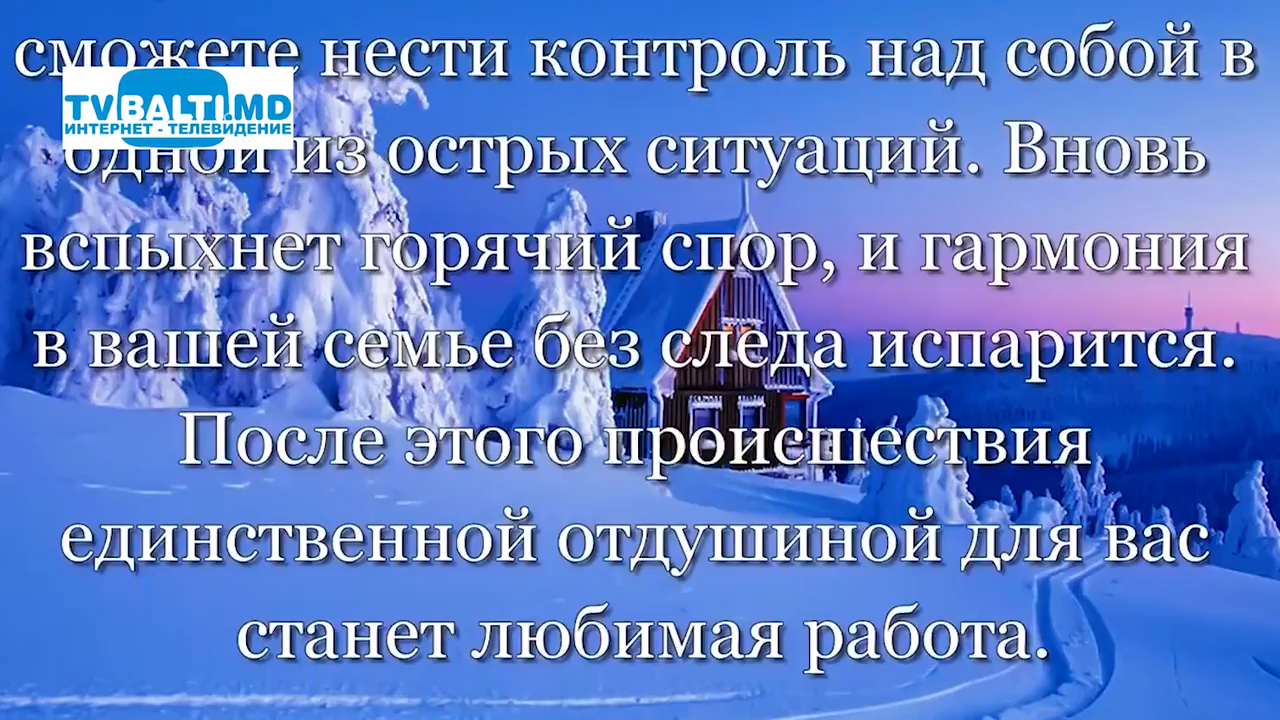 сможете нести контроль над собой в
TVBALTI.MD
ИНТЕРНЕТ - ТЕЛЕВИДЕНИЕ
одной из острых ситуаций. Вновь
вспыхнет горячий спор, и гармония
в вашей семье без следа испарится.
После этого происшествия
единственной отдушиной для вас
станет любимая работа.